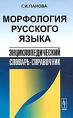 Г.И.ПАНОВА
МОРФОЛОГИЯ
РУССКОГО
ЯЗЫКА
ЭНЦИКЛОПЕДИЧЕСКИЙ
СЛОВАРЬ-СПРАВОЧНИК